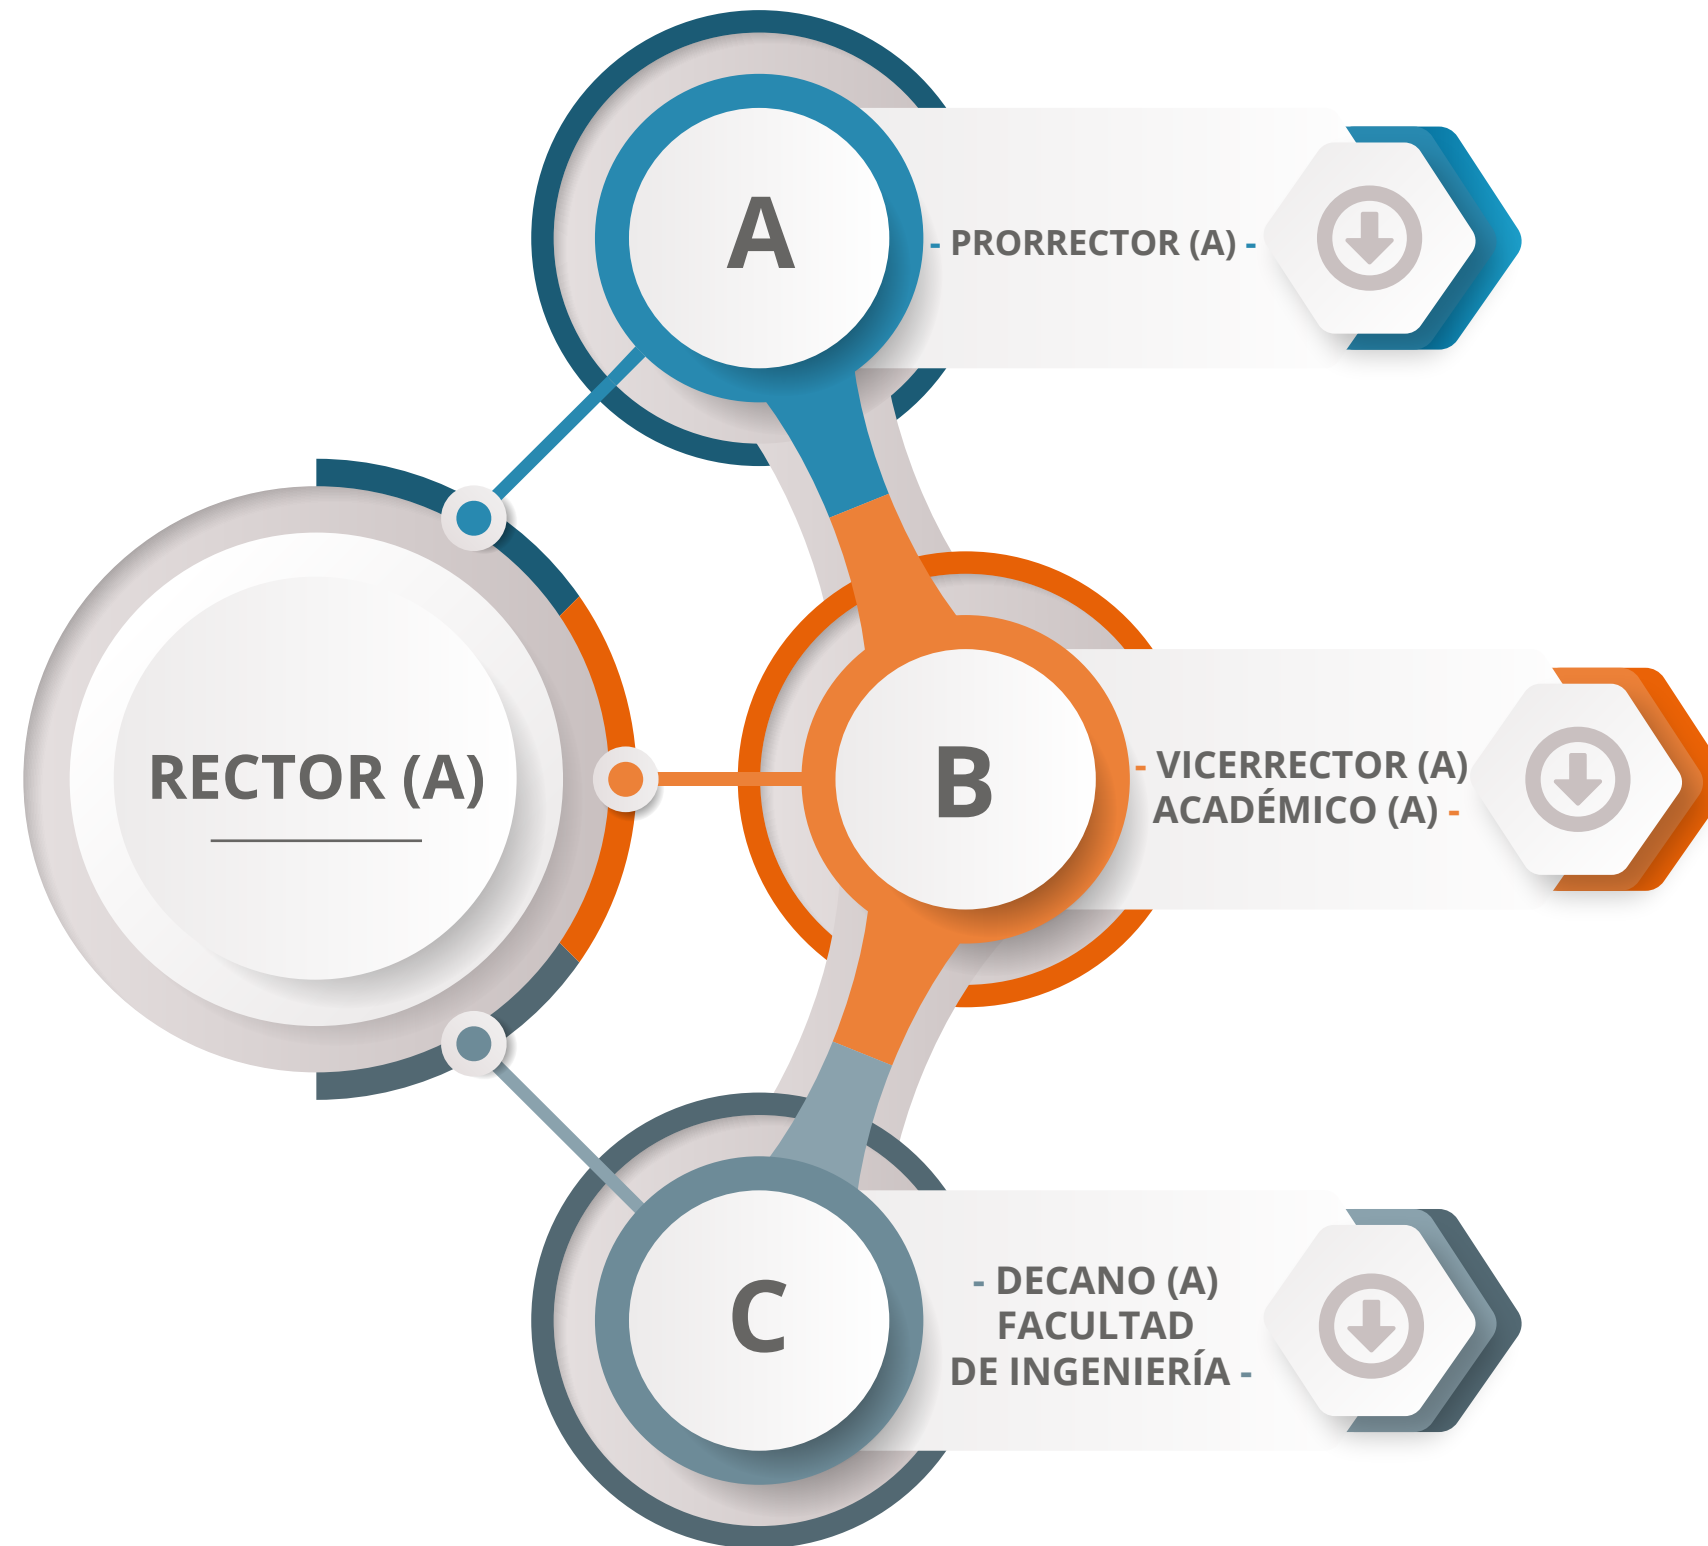 A
- PRORRECTOR (A) -
RECTOR (A)
B
- VICERRECTOR (A)
ACADÉMICO (A) -
C
- DECANO (A)
FACULTAD
DE INGENIERÍA -